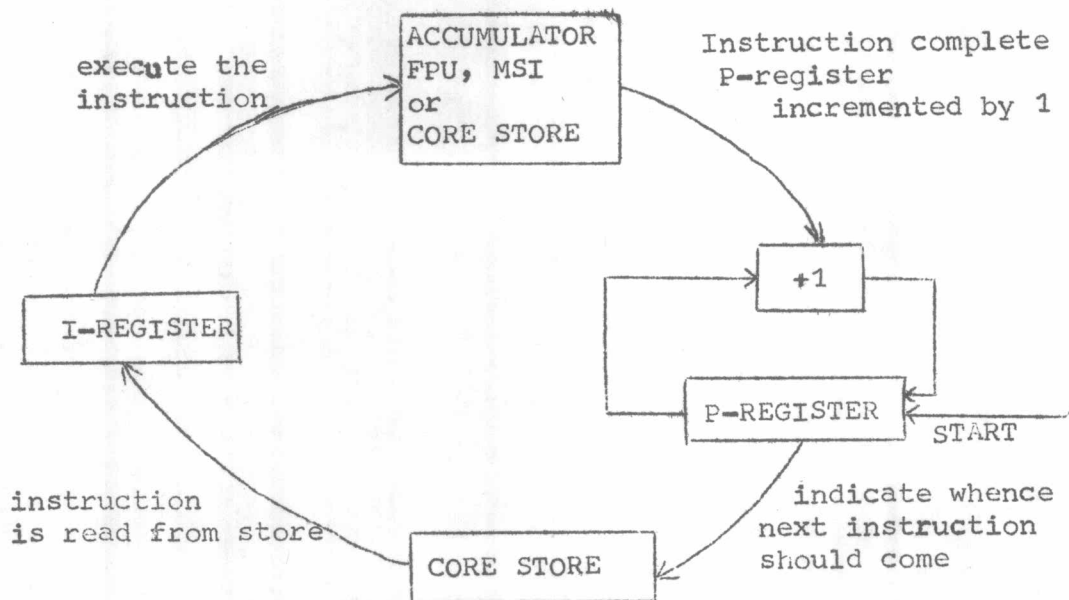 ACCUMULATOR
FPU, MSI
or
CORE STORE
Instruction complete
P-register
incremented by 1
execute the
instruction
+1
I-REGISTER
P-REGISTER
START
instruction
is read from store
indicate whence
next instruction
should come
CORE STORE